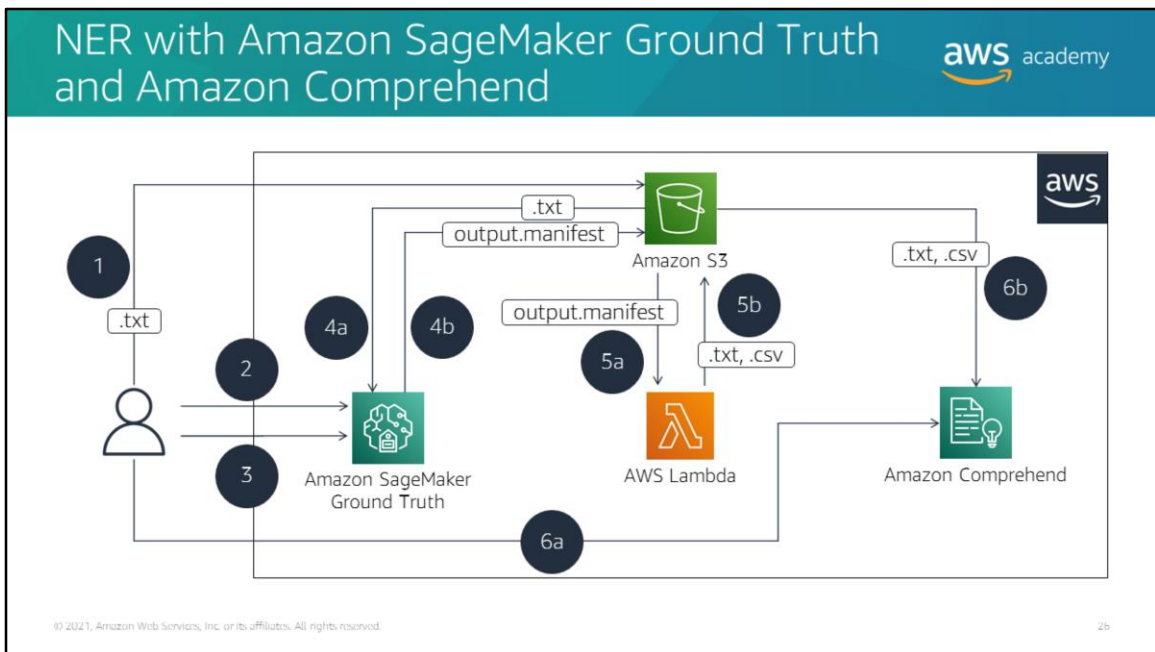 NER with Amazon SageMaker Ground Truth
and Amazon Comprehend
aws academy
aws
.txt
output.manifest
Amazon S3
.txt, .csv
1
.txt
4a
4b
output.manifest
5a
5b
.txt, .csv
6b
2
3
Amazon SageMaker
Ground Truth
AWS Lambda
Amazon Comprehend
6a
© 2021, Amazon Web Services, Inc. or its affiliates. All rights reserved.
26